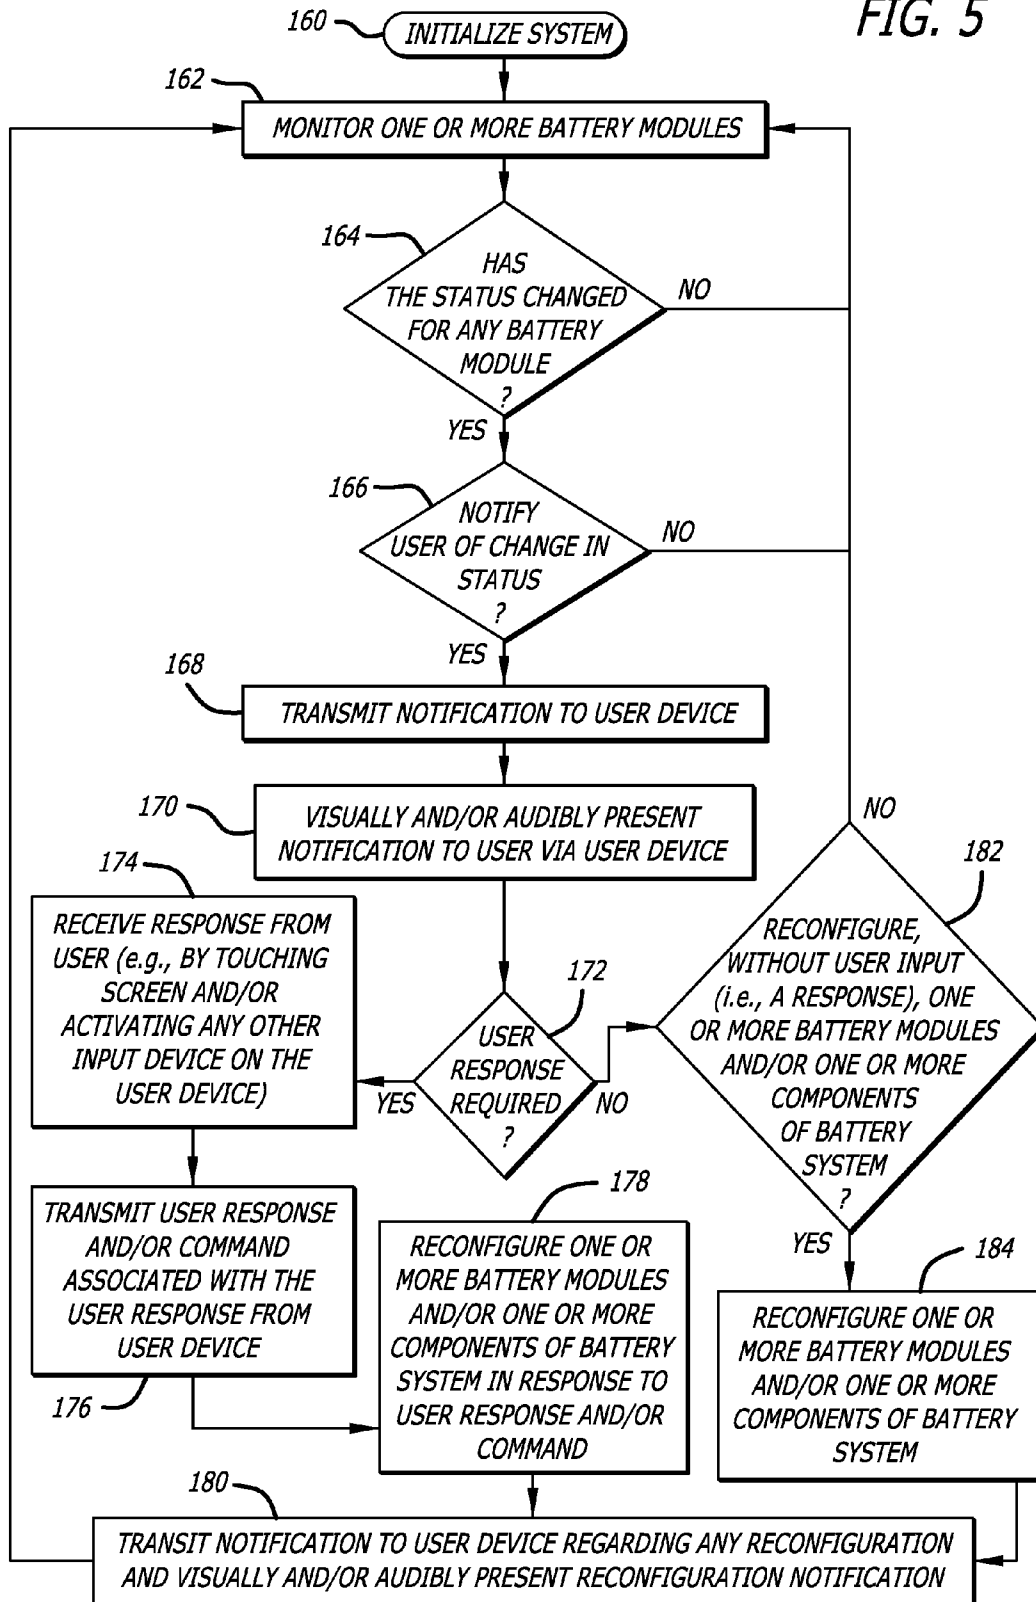 FIG. 5
160
INITIALIZE SYSTEM
162
MONITOR ONE OR MORE BATTERY MODULES
164
HAS
THE STATUS CHANGED
FOR ANY BATTERY
MODULE
?
NO
YES
166
NOTIFY
USER OF CHANGE IN
STATUS
?
NO
YES
168
TRANSMIT NOTIFICATION TO USER DEVICE
170
VISUALLY AND/OR AUDIBLY PRESENT
NOTIFICATION TO USER VIA USER DEVICE
172
USER
RESPONSE
REQUIRED
?
YES
NO
174
RECEIVE RESPONSE FROM
USER (e.g., BY TOUCHING
SCREEN AND/OR
ACTIVATING ANY OTHER
INPUT DEVICE ON THE
USER DEVICE)
TRANSMIT USER RESPONSE
AND/OR COMMAND
ASSOCIATED WITH THE
USER RESPONSE FROM
USER DEVICE
176
178
RECONFIGURE ONE OR
MORE BATTERY MODULES
AND/OR ONE OR MORE
COMPONENTS OF BATTERY
SYSTEM IN RESPONSE TO
USER RESPONSE AND/OR
COMMAND
NO
182
RECONFIGURE,
WITHOUT USER INPUT
(i.e., A RESPONSE), ONE
OR MORE BATTERY MODULES
AND/OR ONE OR MORE
COMPONENTS
OF BATTERY
SYSTEM
?
YES
184
RECONFIGURE ONE OR
MORE BATTERY MODULES
AND/OR ONE OR MORE
COMPONENTS OF BATTERY
SYSTEM
180
TRANSIT NOTIFICATION TO USER DEVICE REGARDING ANY RECONFIGURATION
AND VISUALLY AND/OR AUDIBLY PRESENT RECONFIGURATION NOTIFICATION